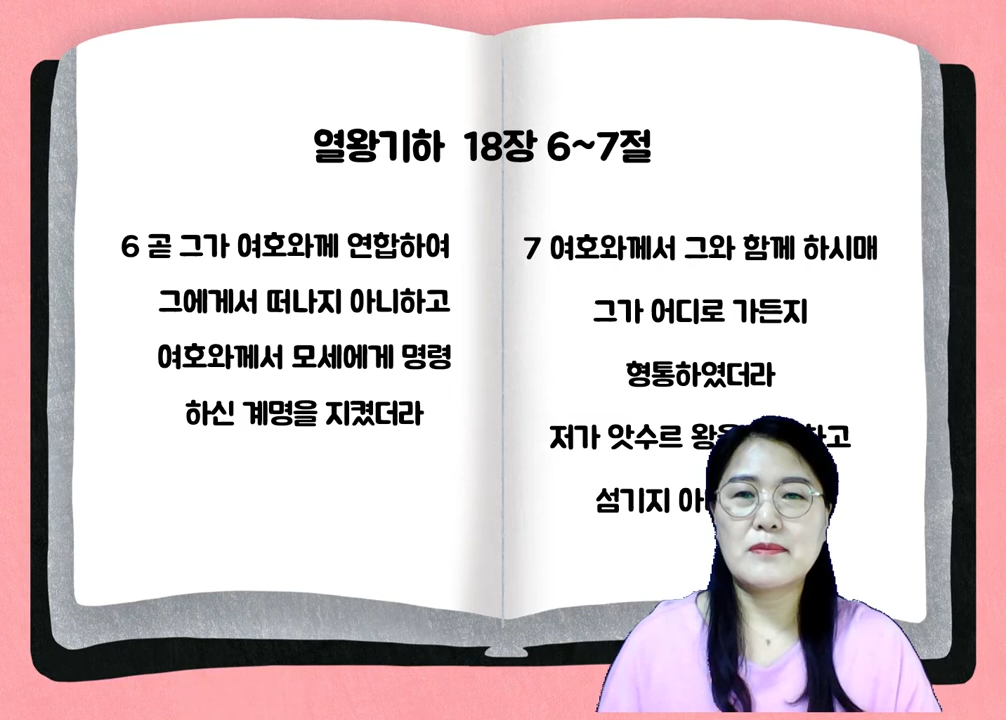 열왕기하 18장 6~7절
6 곧 그가 여호와께 연합하여
그에게서 떠나지 아니하고
여호와께서 모세에게 명령
하신 계명을 지켰더라
7 여호와께서 그와 함께 하시매
그가 어디로 가든지
형통하였더라
저가 앗수르 왕을
섬기지